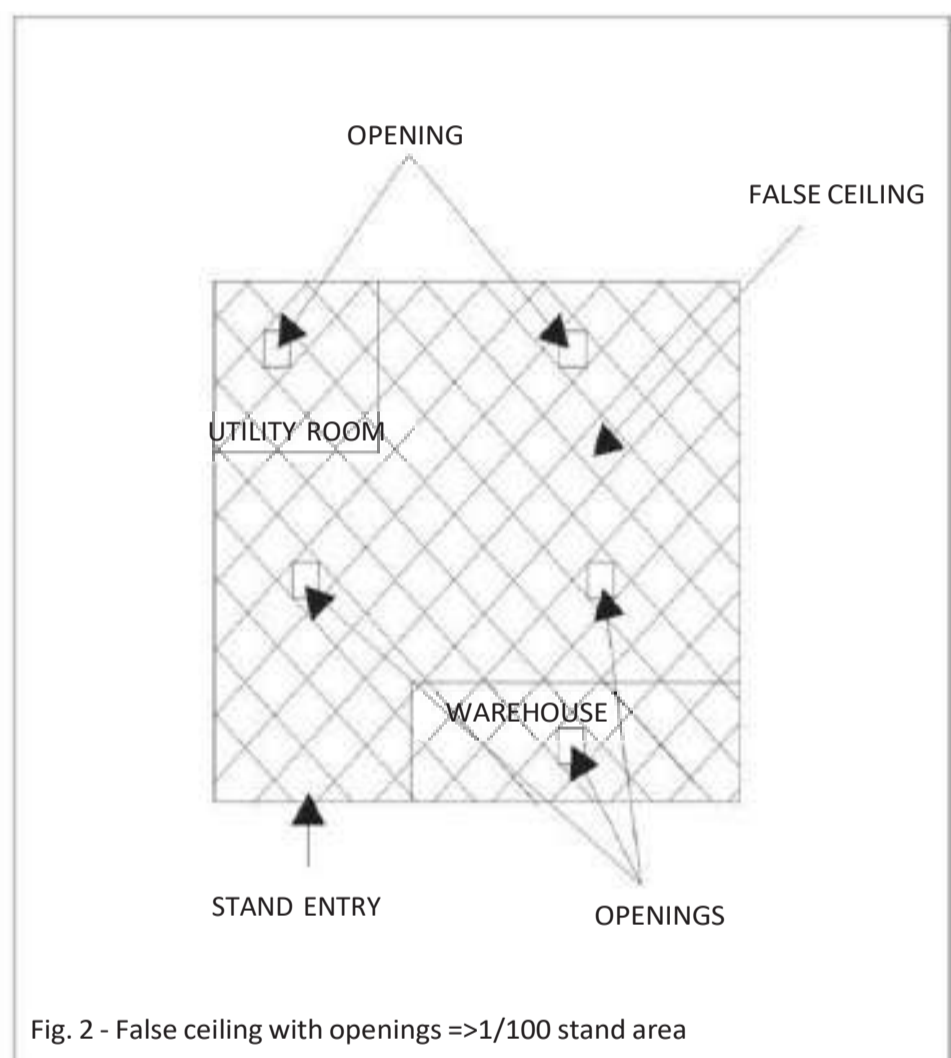 OPENING
FALSE CEILING
UTILITY ROOM
WAREHOUSE
STAND ENTRY
OPENINGS
Fig. 2 - False ceiling with openings =>1/100 stand area